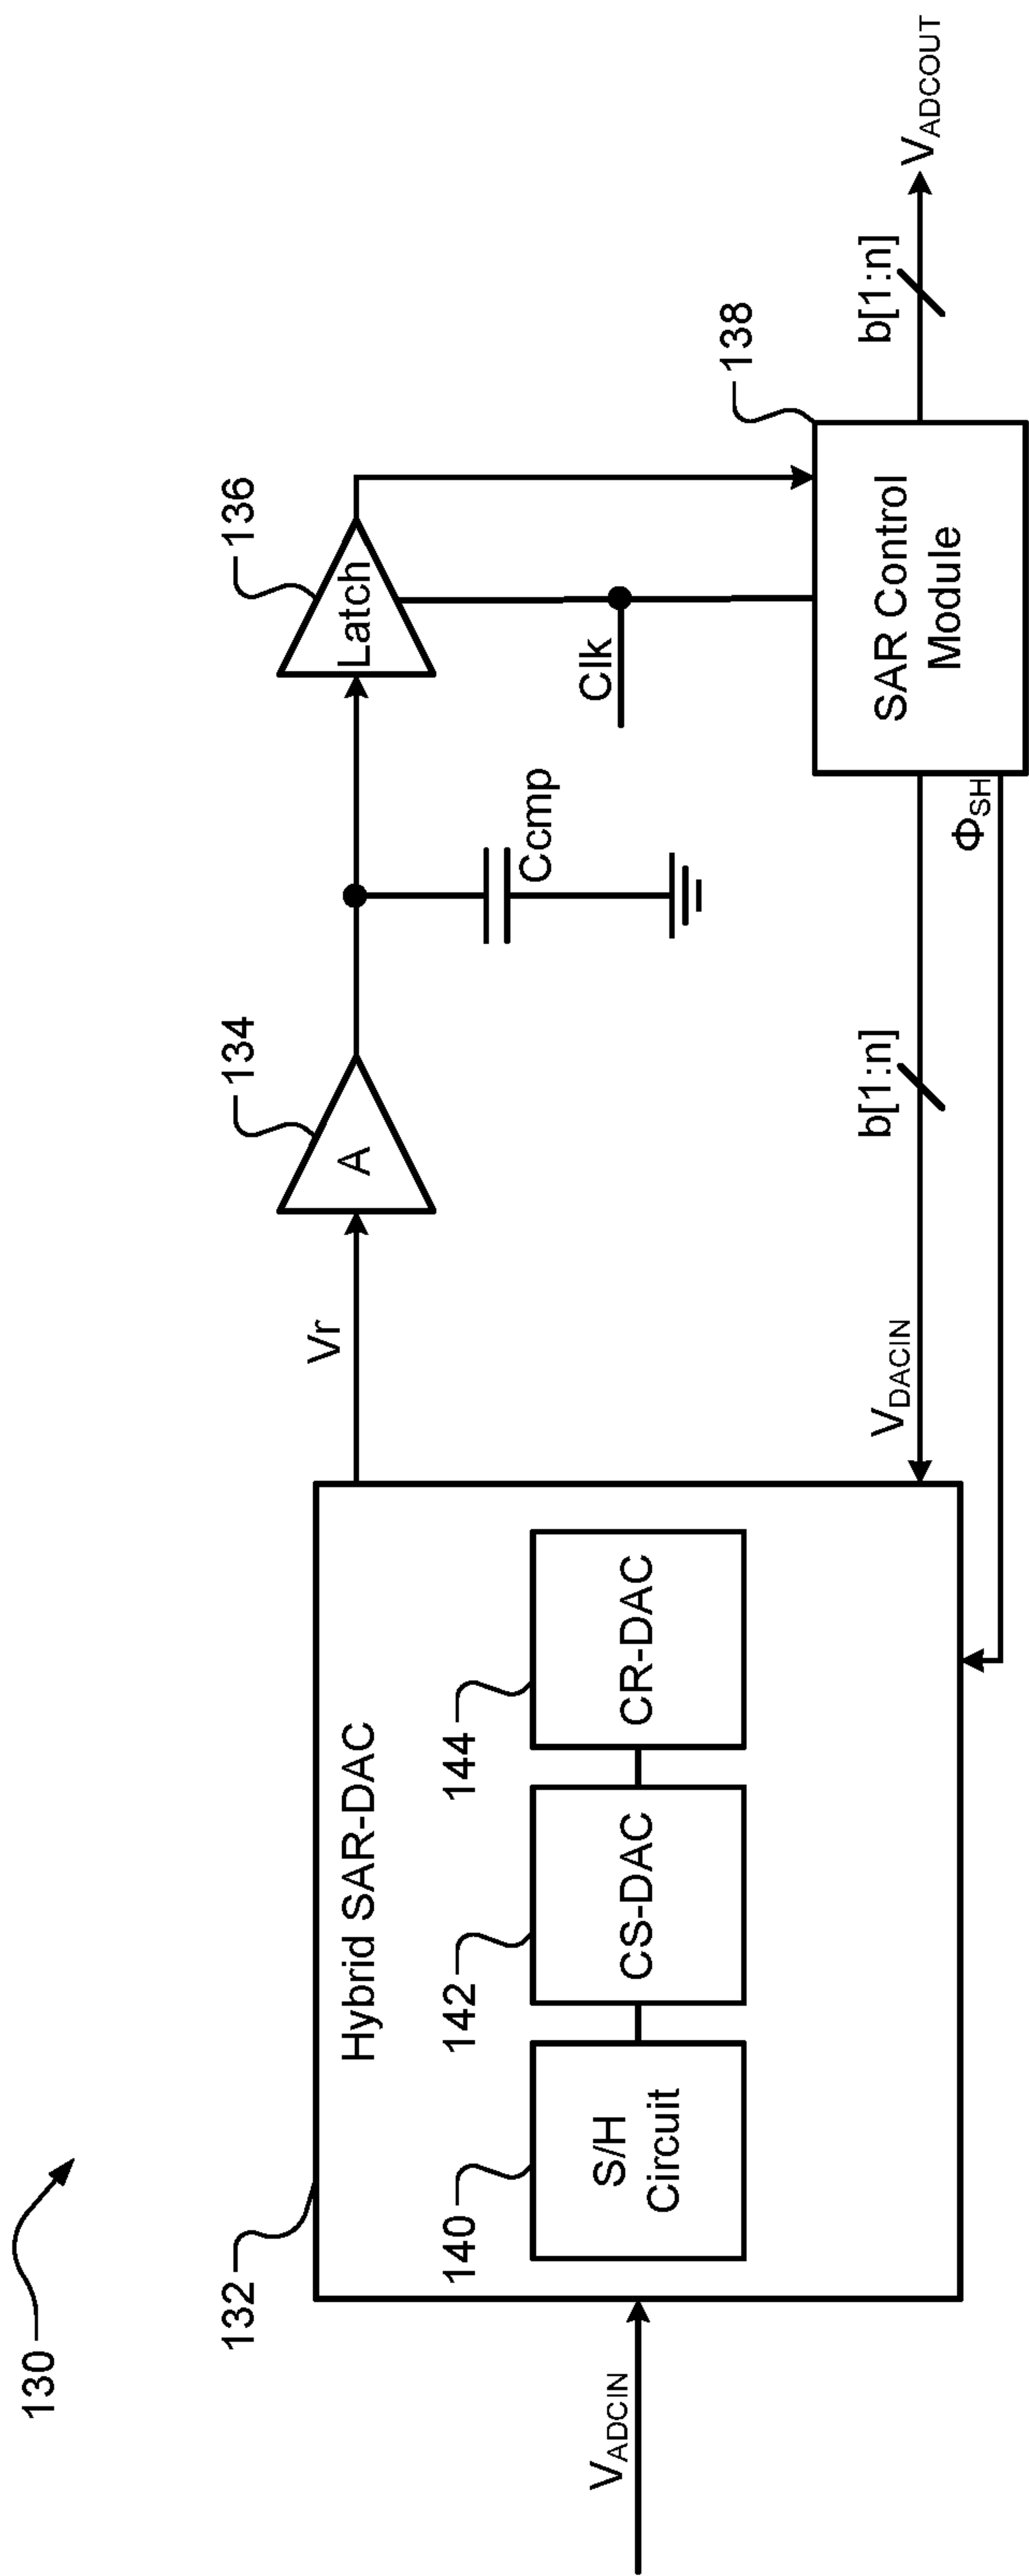 130
132
Hybrid SAR-DAC
140
142
144
S/H
Circuit
CS-DAC
CR-DAC
V_ADCIN
Vr
134
A
Ccmp
136
Latch
Clk
138
SAR Control
Module
V_DACIN
b[1:n]
Φ_SH
b[1:n]
V_ADCOUT